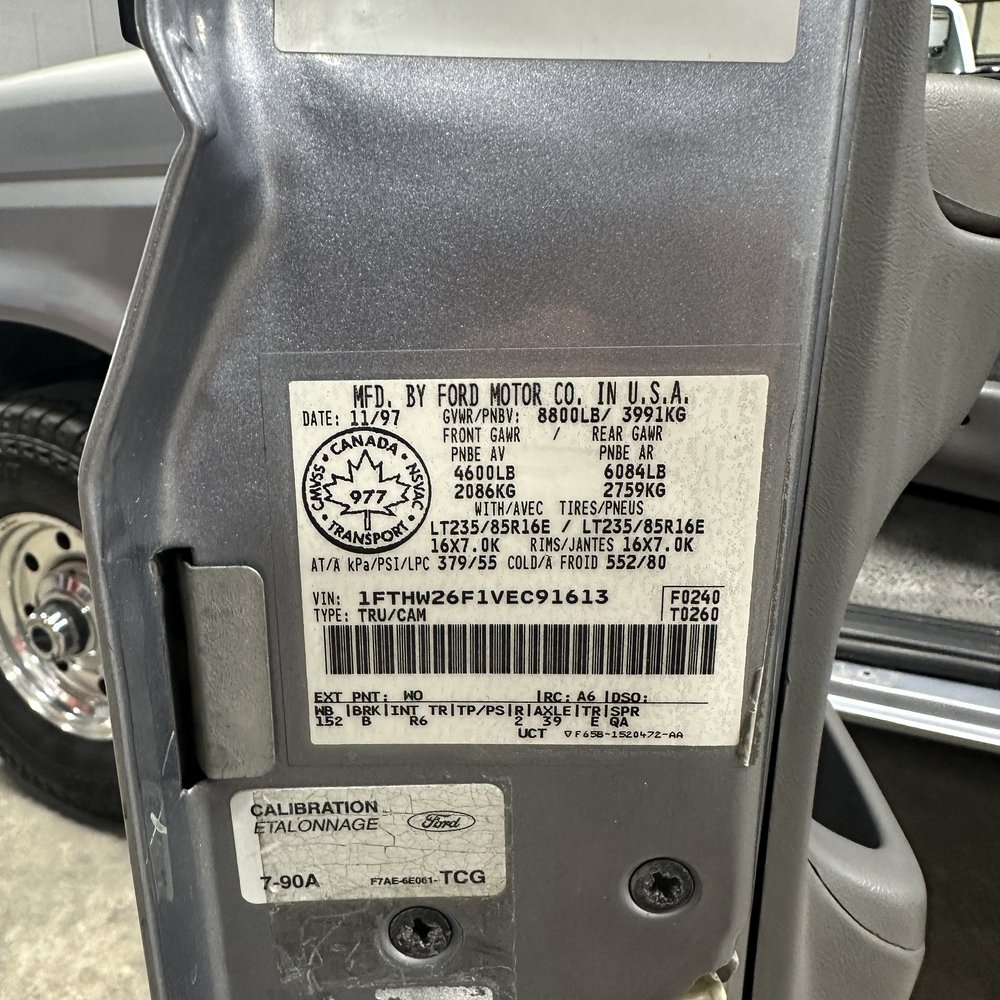 MFD. BY FORD MOTOR CO. IN U.S.A.
DATE: 11/97 GVWR/PNBV: 8800LB/ 3991KG
FRONT GAWR / REAR GAWR
PNBE AV PNBE AR
4600LB 6084LB
2086KG 2759KG
WITH/AVEC TIRES/PNEUS
LT235/85R16E / LT235/85R16E
16X7.0K RIMS/JANTES 16X7.0K
CANADA • NSVAC • TRANSPORT • CMVSS •
977
AT/A kPa/PSI/LPC 379/55 COLD/A FROID 552/80
VIN: 1FTHW26F1VEC91613 F0240
TYPE: TRU/CAM T0260
EXT PNT: WO |RC: A6 |DSO:
WB |BRK|INT TR|TP/PS|R|AXLE|TR|SPR
152 B R6 2 39 E QA
UCT ▽F65B-1520472-AA
CALIBRATION
ETALONNAGE Ford
7-90A F7AE-6E061-TCG